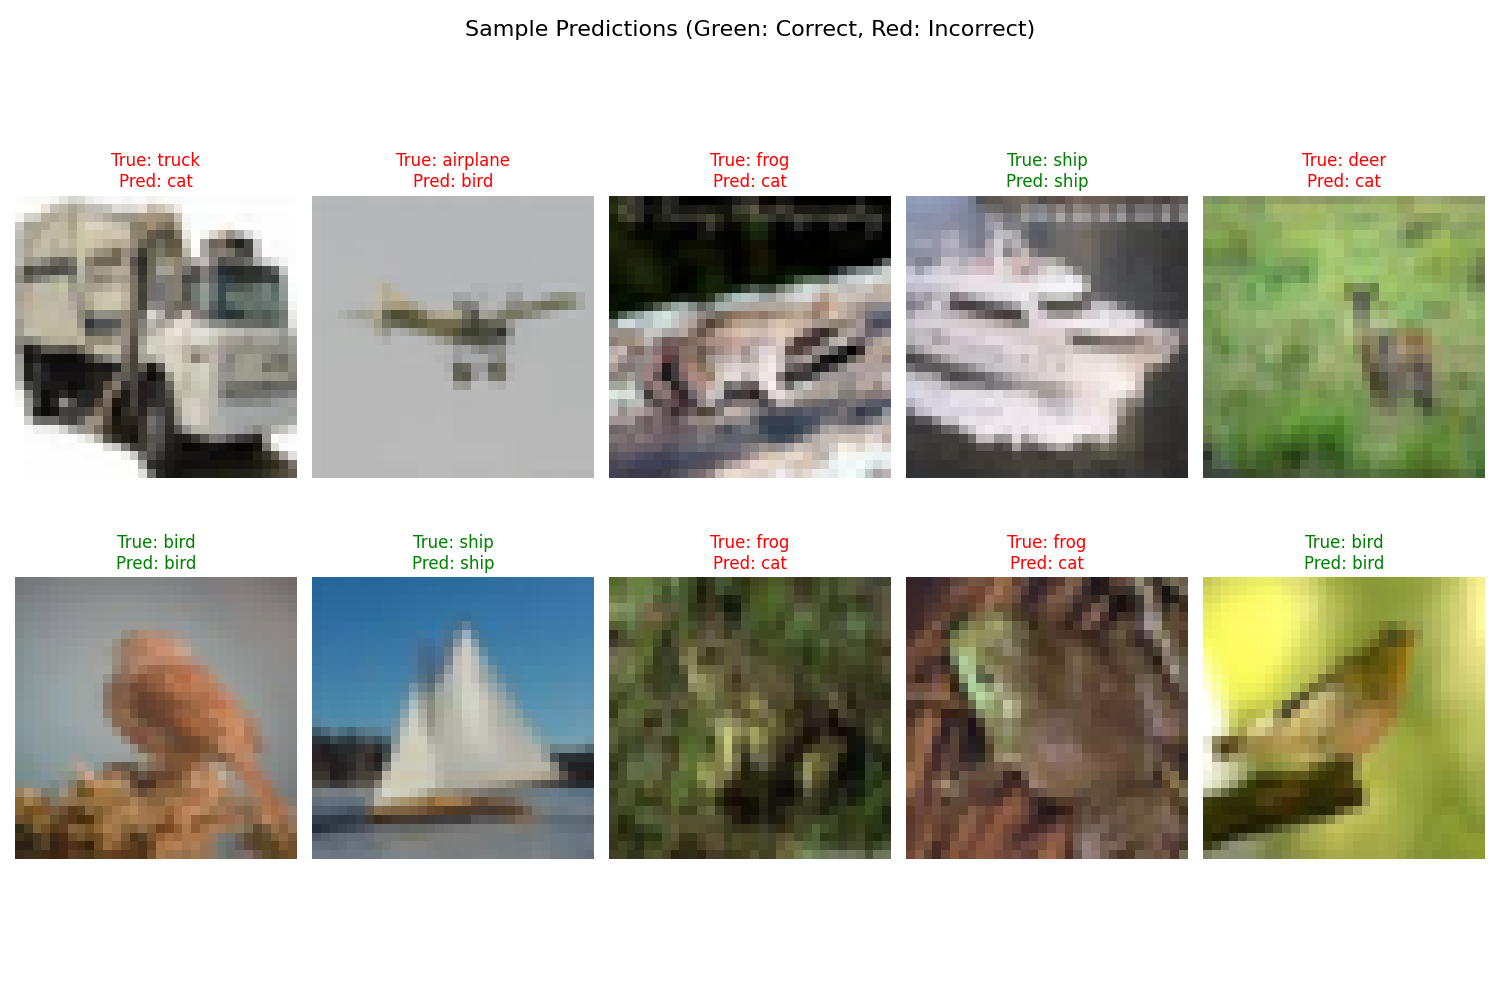 Sample Predictions (Green: Correct, Red: Incorrect)
True: truck
Pred: cat
True: airplane
Pred: bird
True: frog
Pred: cat
True: ship
Pred: ship
True: deer
Pred: cat
True: bird
Pred: bird
True: ship
Pred: ship
True: frog
Pred: cat
True: frog
Pred: cat
True: bird
Pred: bird